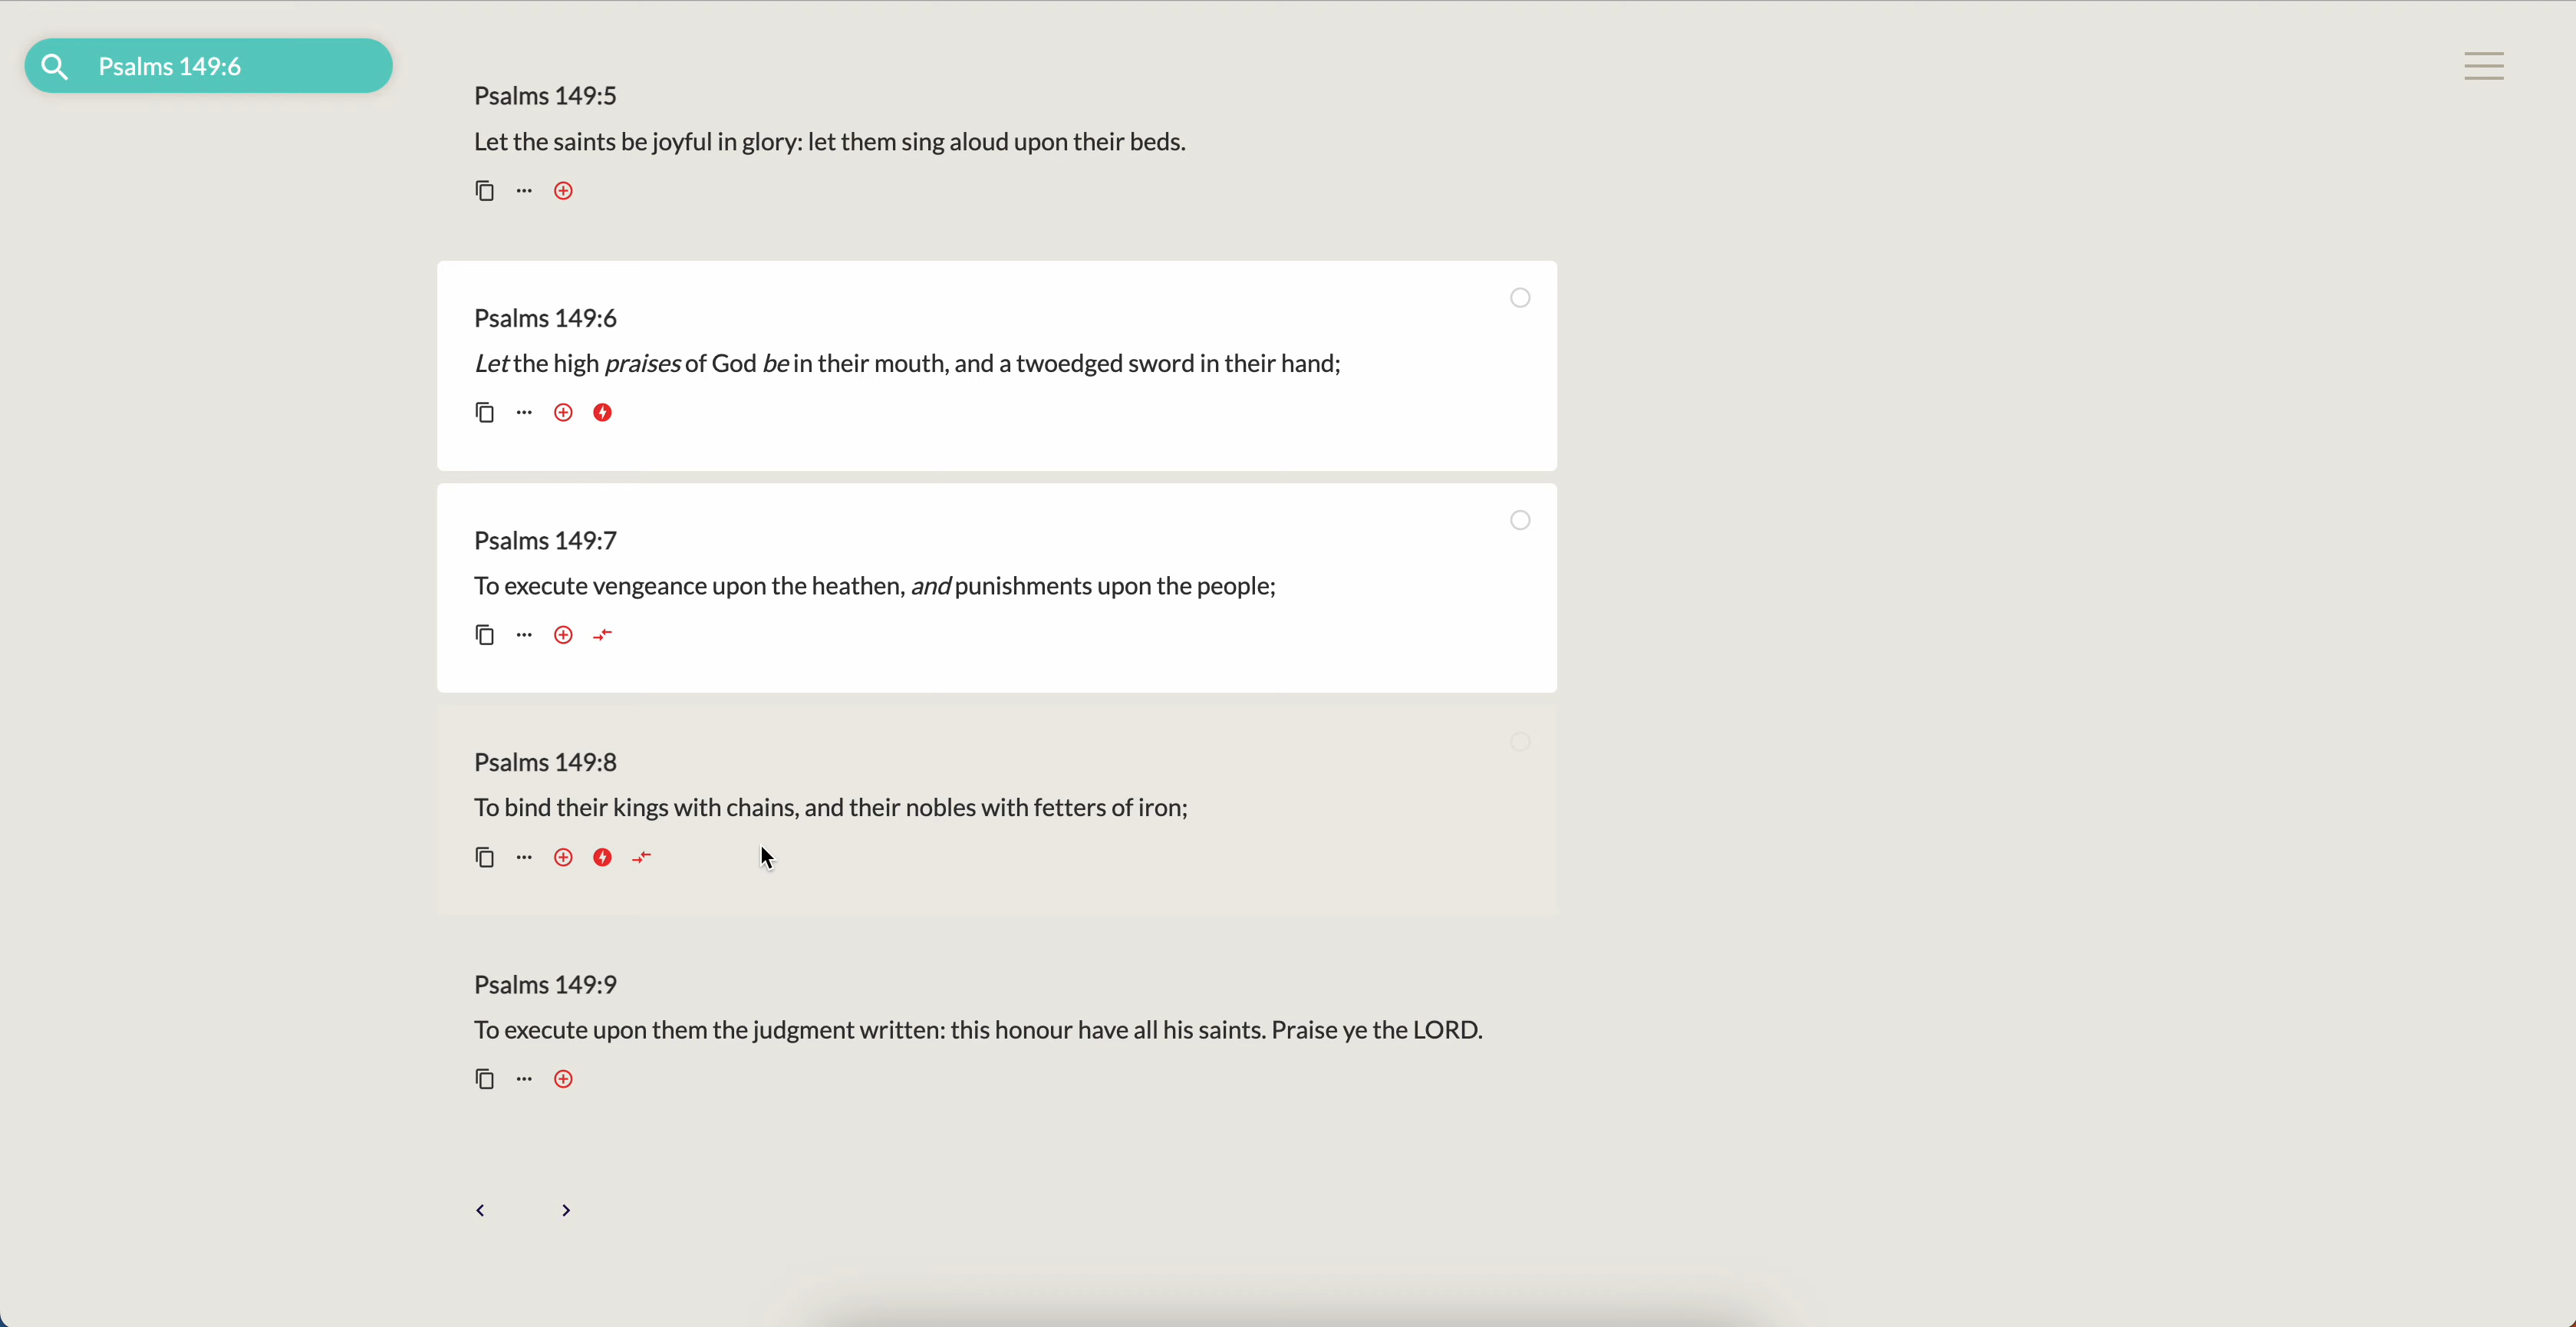 Psalms 149:6
Psalms 149:5
Let the saints be joyful in glory: let them sing aloud upon their beds.
Psalms 149:6
Let the high praises of God be in their mouth, and a twoedged sword in their hand;
Psalms 149:7
To execute vengeance upon the heathen, and punishments upon the people;
Psalms 149:8
To bind their kings with chains, and their nobles with fetters of iron;
Psalms 149:9
To execute upon them the judgment written: this honour have all his saints. Praise ye the LORD.